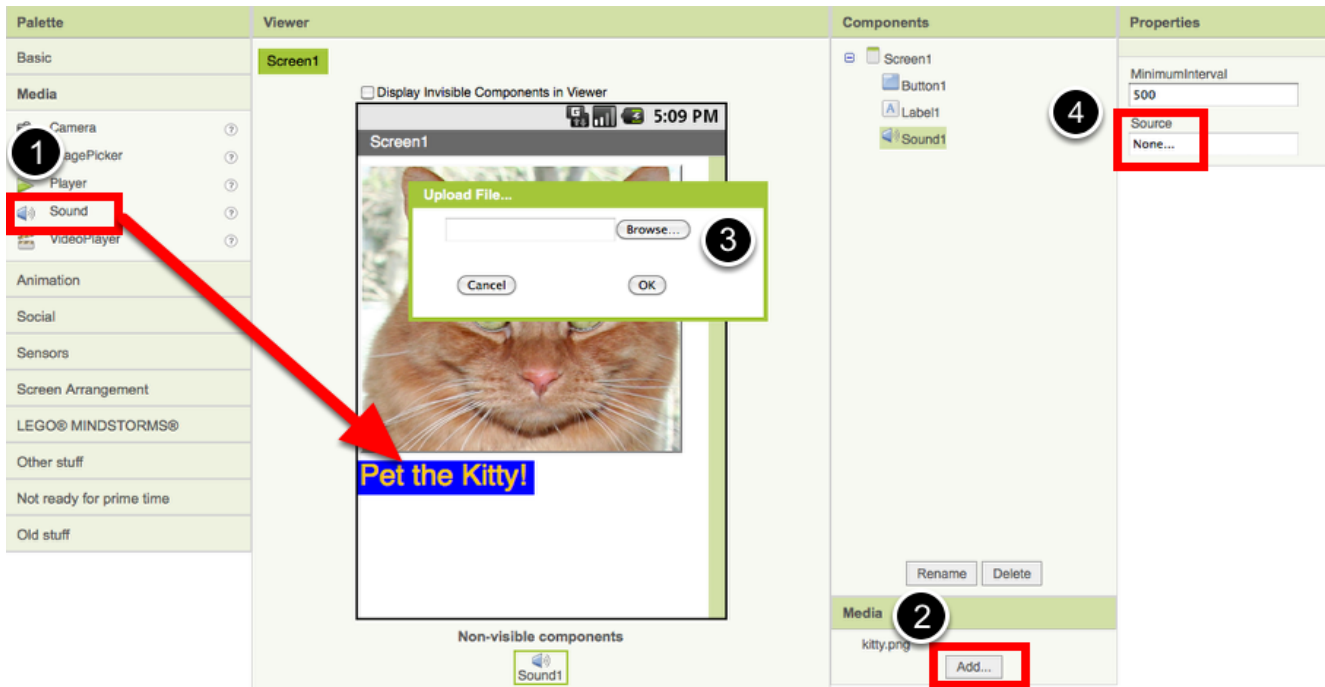 Palette
Basic
Media
Camera
1
agePicker
Player
Sound
VideoPlayer
Animation
Social
Sensors
Screen Arrangement
LEGO® MINDSTORMS®
Other stuff
Not ready for prime time
Old stuff
Viewer
Screen1
Display Invisible Components in Viewer
5:09 PM
Screen1
Upload File...
Browse...
3
Cancel
OK
Pet the Kitty!
Non-visible components
Sound1
Components
Screen1
Button1
Label1
Sound1
Rename Delete
Media
2
kitty.png
Add...
Properties
MinimumInterval
500
4
Source
None...